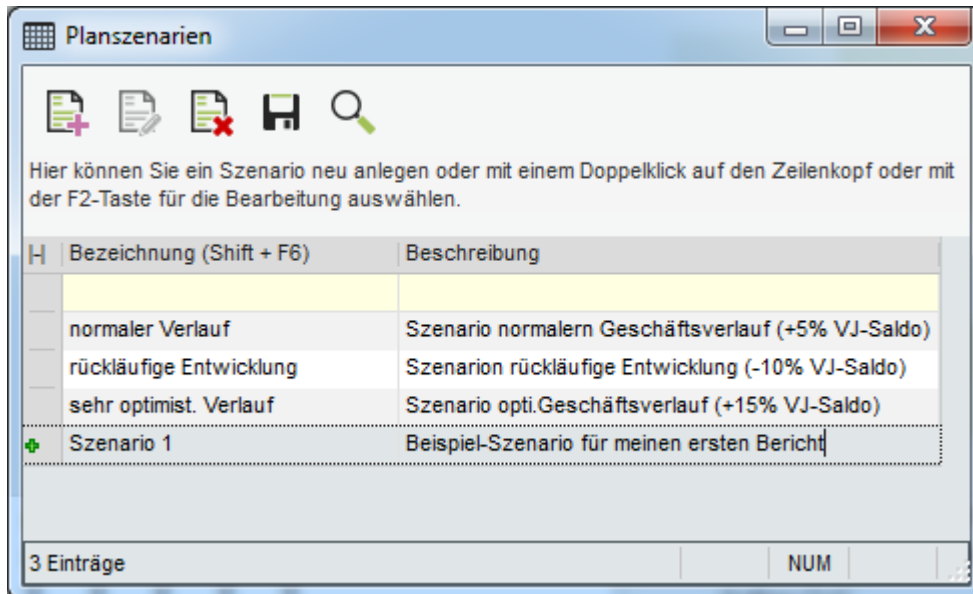 Planszenarien
Hier können Sie ein Szenario neu anlegen oder mit einem Doppelklick auf den Zeilenkopf oder mit
der F2-Taste für die Bearbeitung auswählen.
Bezeichnung (Shift + F6) Beschreibung
normaler Verlauf Szenario normalern Geschäftsverlauf (+5% VJ-Saldo)
rückläufige Entwicklung Szenarion rückläufige Entwicklung (-10% VJ-Saldo)
sehr optimist. Verlauf Szenario opti.Geschäftsverlauf (+15% VJ-Saldo)
Szenario 1 Beispiel-Szenario für meinen ersten Bericht
3 Einträge NUM